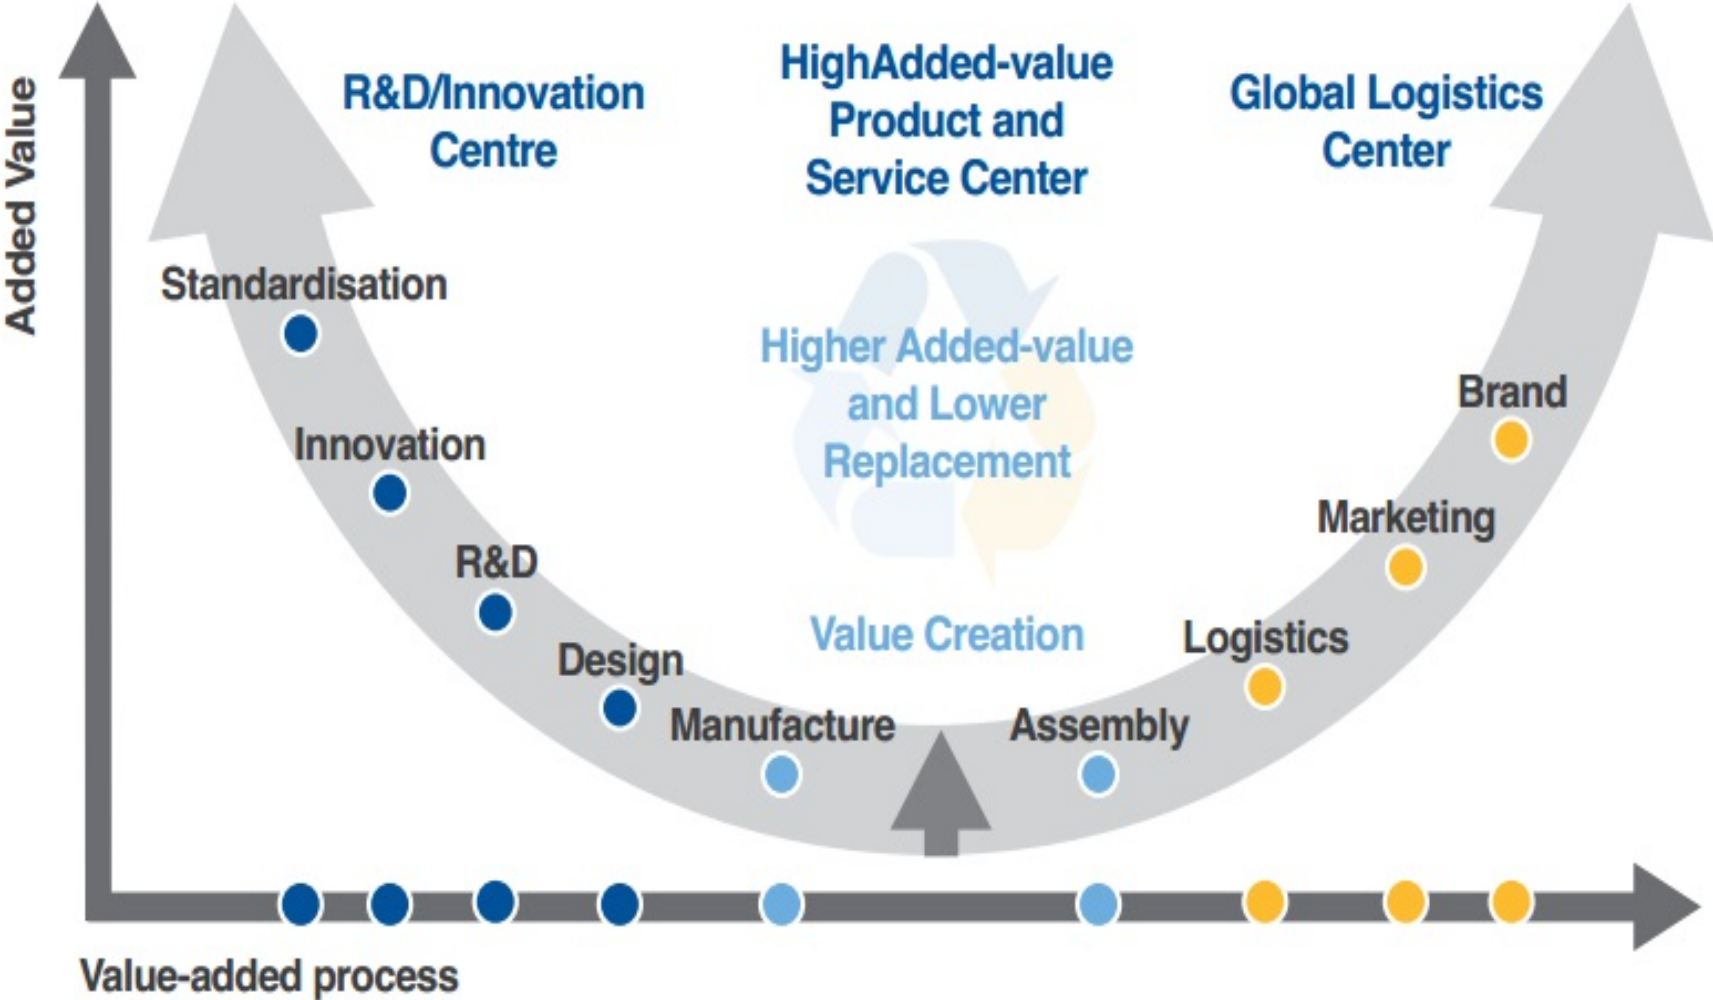 Added Value
R&D/Innovation
Centre
HighAdded-value
Product and
Service Center
Global Logistics
Center
Standardisation
Innovation
R&D
Design
Manufacture
Higher Added-value
and Lower
Replacement
Value Creation
Assembly
Logistics
Marketing
Brand
Value-added process